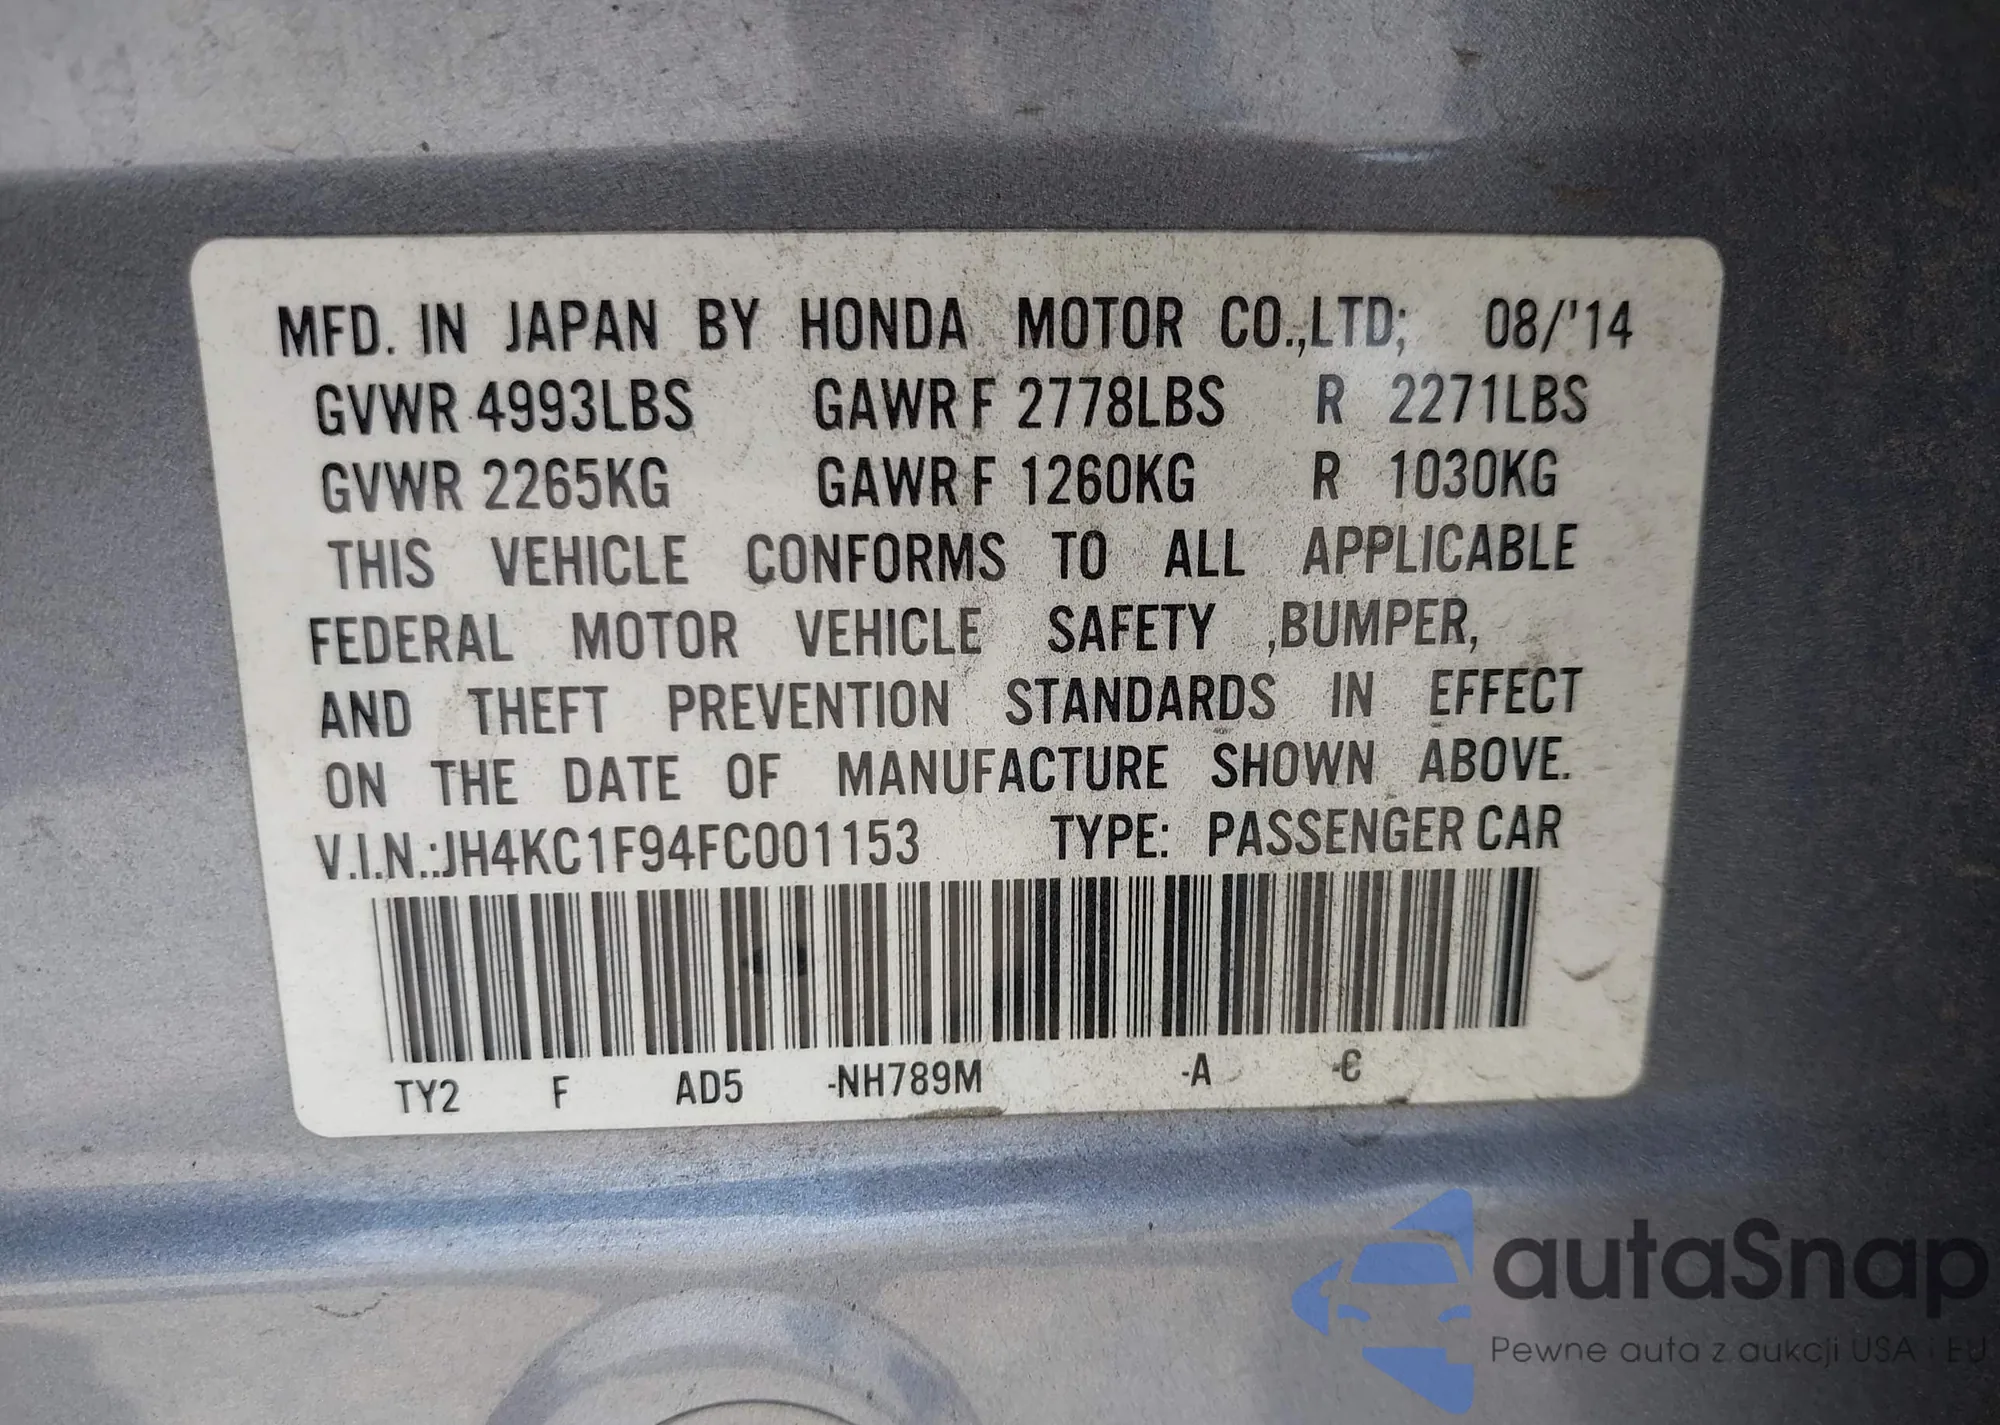 MFD. IN JAPAN BY HONDA MOTOR CO.,LTD; 08/'14
GVWR 4993LBS GAWR F 2778LBS R 2271LBS
GVWR 2265KG GAWR F 1260KG R 1030KG
THIS VEHICLE CONFORMS TO ALL APPLICABLE
FEDERAL MOTOR VEHICLE SAFETY ,BUMPER,
AND THEFT PREVENTION STANDARDS IN EFFECT
ON THE DATE OF MANUFACTURE SHOWN ABOVE.
V.I.N.:JH4KC1F94FC001153 TYPE: PASSENGER CAR
TY2 F AD5 -NH789M -A -C
autaSnap
Pewne auta z aukcji USA i EU